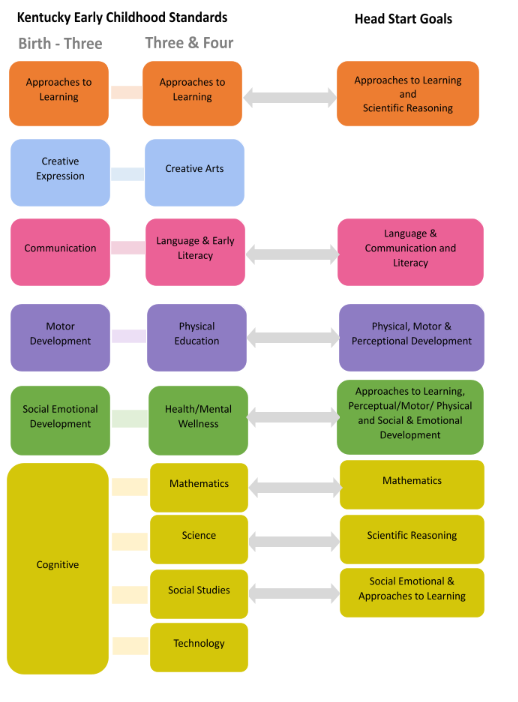 Kentucky Early Childhood Standards
Head Start Goals
Birth - Three
Three & Four
Approaches to
Learning
Approaches to
Learning
Approaches to Learning
and
Scientific Reasoning
Creative
Expression
Creative Arts
Communication
Language & Early
Literacy
Language &
Communication and
Literacy
Motor
Development
Physical
Education
Physical, Motor &
Perceptional Development
Social Emotional
Development
Health/Mental
Wellness
Approaches to Learning,
Perceptual/Motor/ Physical
and Social & Emotional
Development
Cognitive
Mathematics
Mathematics
Science
Scientific Reasoning
Social Studies
Social Emotional &
Approaches to Learning
Technology